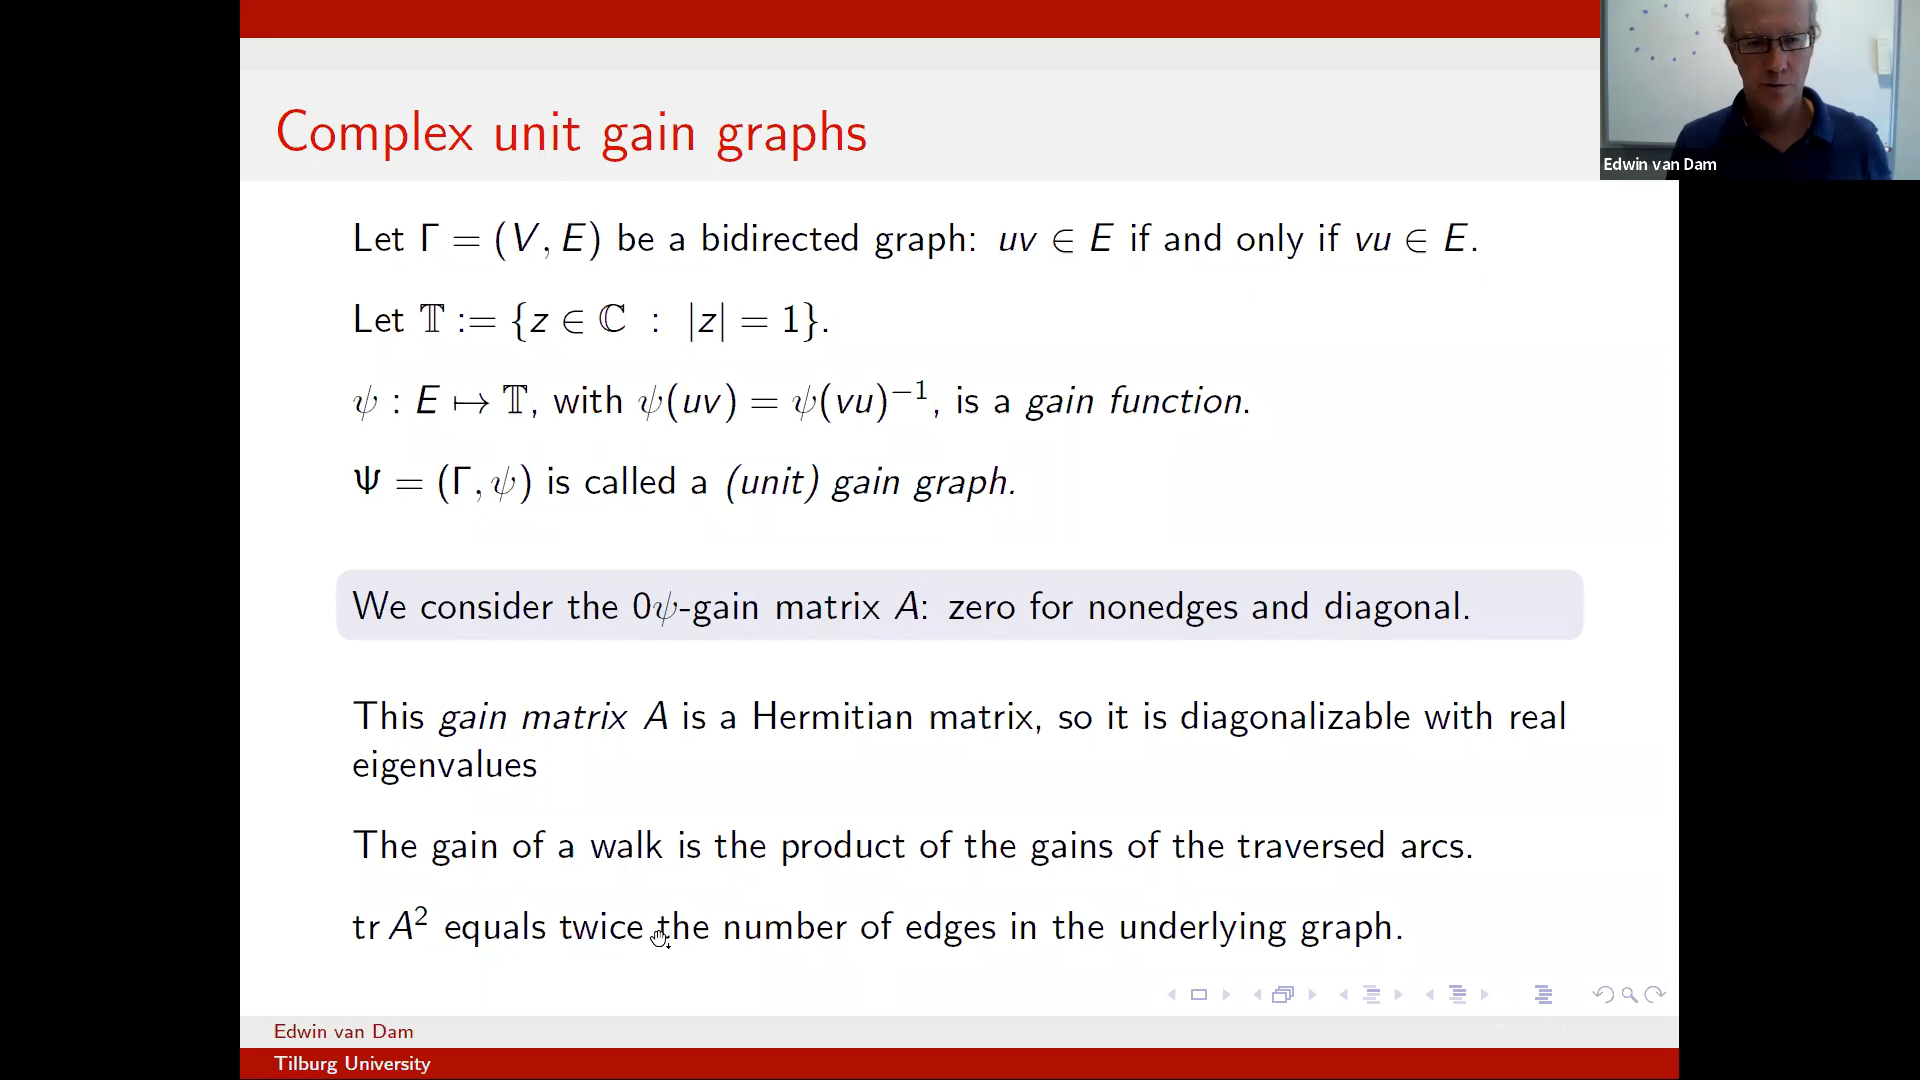 Complex unit gain graphs
Edwin van Dam
Let Γ = (V, E) be a bidirected graph: uv ∈ E if and only if vu ∈ E.
Let 𝕋 := {z ∈ ℂ : |z| = 1}.
ψ : E ↦ 𝕋, with ψ(uv) = ψ(vu)⁻¹, is a gain function.
Ψ = (Γ, ψ) is called a (unit) gain graph.
We consider the 0ψ-gain matrix A: zero for nonedges and diagonal.
This gain matrix A is a Hermitian matrix, so it is diagonalizable with real
eigenvalues
The gain of a walk is the product of the gains of the traversed arcs.
tr A² equals twice the number of edges in the underlying graph.
Edwin van Dam
Tilburg University